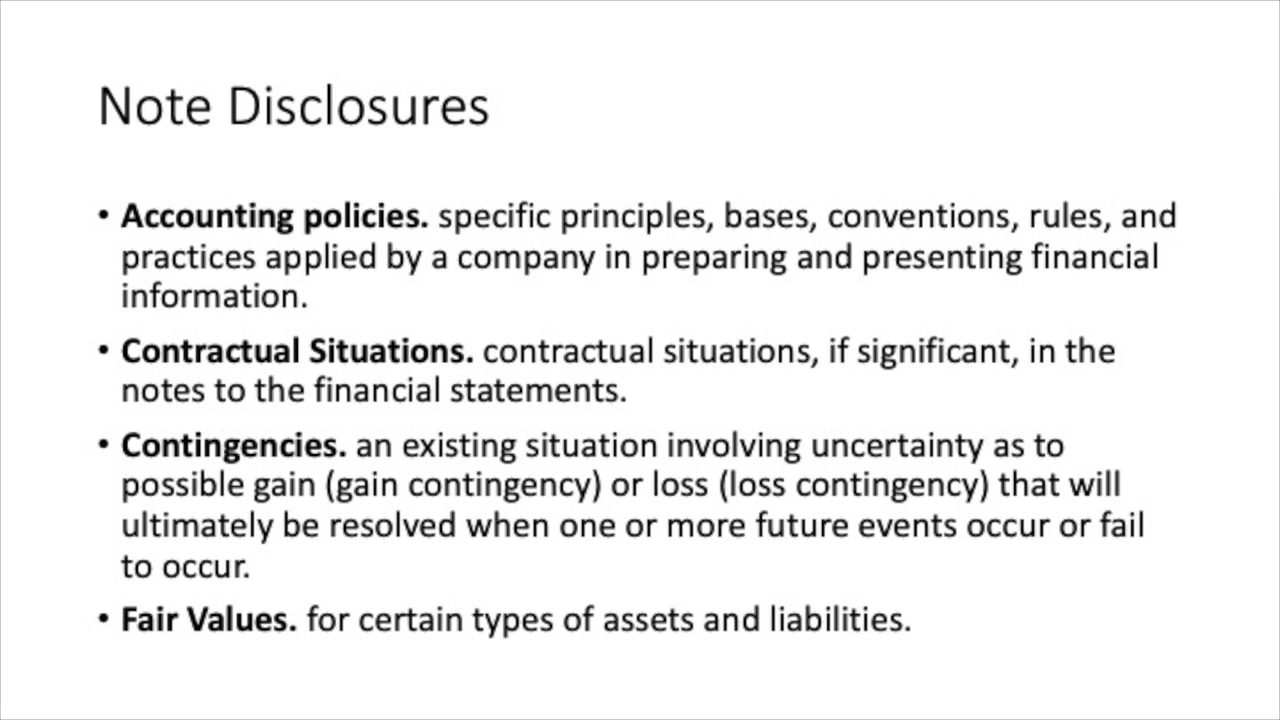 Note Disclosures
• Accounting policies. specific principles, bases, conventions, rules, and
practices applied by a company in preparing and presenting financial
information.
• Contractual Situations. contractual situations, if significant, in the
notes to the financial statements.
• Contingencies. an existing situation involving uncertainty as to
possible gain (gain contingency) or loss (loss contingency) that will
ultimately be resolved when one or more future events occur or fail
to occur.
• Fair Values. for certain types of assets and liabilities.